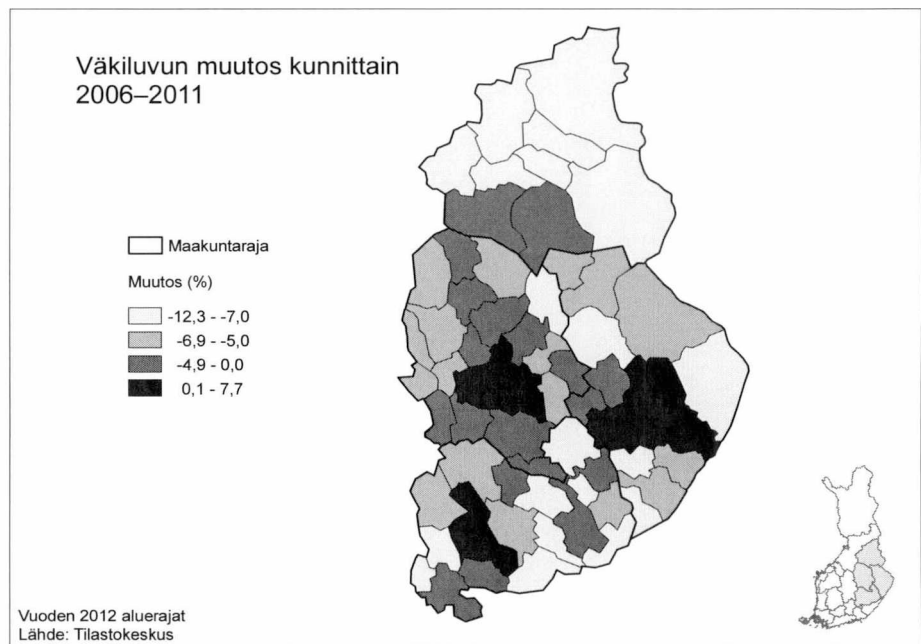 Väkiluvun muutos kunnittain
2006–2011
Maakuntaraja
Muutos (%)
-12,3 - -7,0
-6,9 - -5,0
-4,9 - 0,0
0,1 - 7,7
Vuoden 2012 aluerajat
Lähde: Tilastokeskus